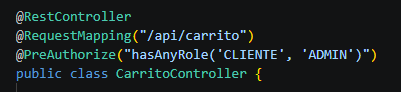 @RestController
@RequestMapping("/api/carrito")
@PreAuthorize("hasAnyRole('CLIENTE', 'ADMIN')")
public class CarritoController {